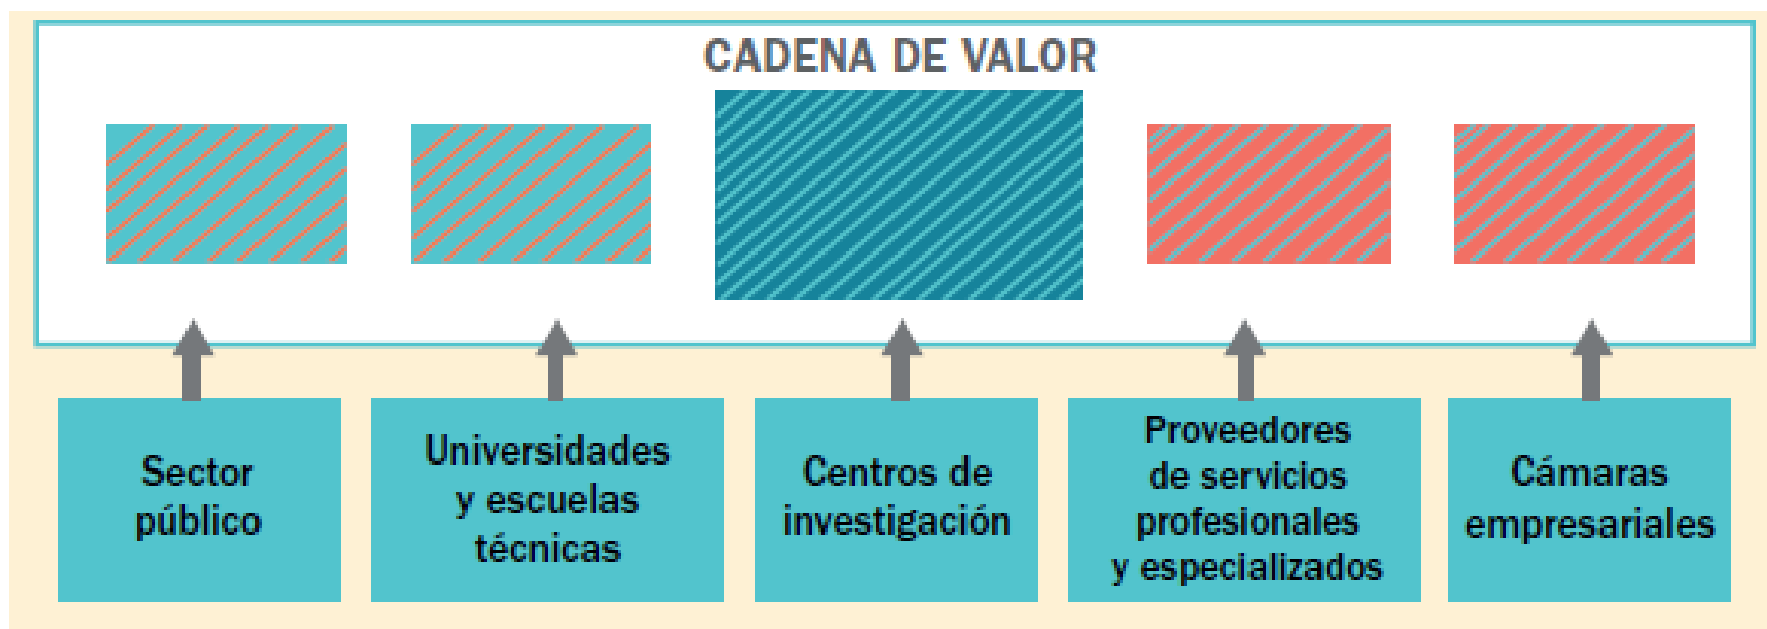 CADENA DE VALOR
Sector
público
Universidades
y escuelas
técnicas
Centros de
investigación
Proveedores
de servicios
profesionales
y especializados
Cámaras
empresariales